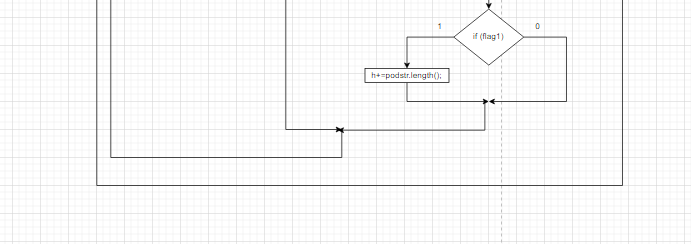 1
0
if (flag1)
h+=podstr.length();